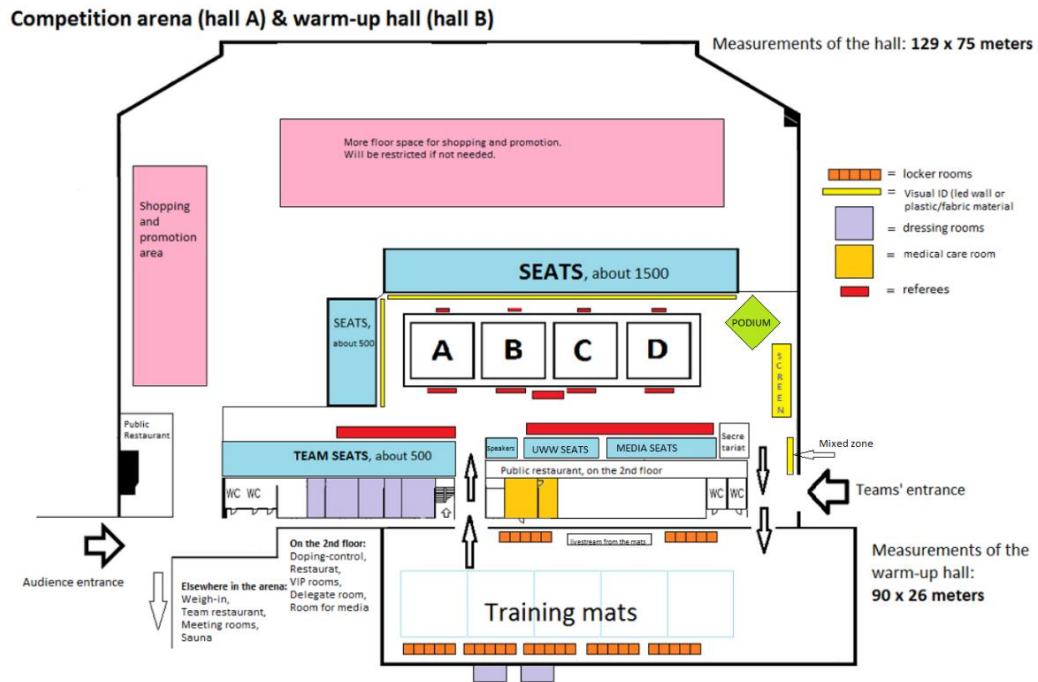 Competition arena (hall A) & warm-up hall (hall B)
Measurements of the hall: 129 x 75 meters
More floor space for shopping and promotion.
Will be restricted if not needed.
Shopping
and
promotion
area
= locker rooms
= Visual ID (led wall or
plastic/fabric material
= dressing rooms
= medical care room
= referees
SEATS, about 1500
SEATS,
about 500
A
B
C
D
PODIUM
SCREEN
Public
Restaurant
TEAM SEATS, about 500
Speakers
UWW SEATS
MEDIA SEATS
Secre
tariat
Mixed zone
Public restaurant, on the 2nd floor
WC WC
WC WC
Teams' entrance
Audience entrance
On the 2nd floor:
Doping-control,
Restaurat,
VIP rooms,
Delegate room,
Room for media
Elsewhere in the arena:
Weigh-in,
Team restaurant,
Meeting rooms,
Sauna
livestream from the mats
Training mats
Measurements of the
warm-up hall:
90 x 26 meters